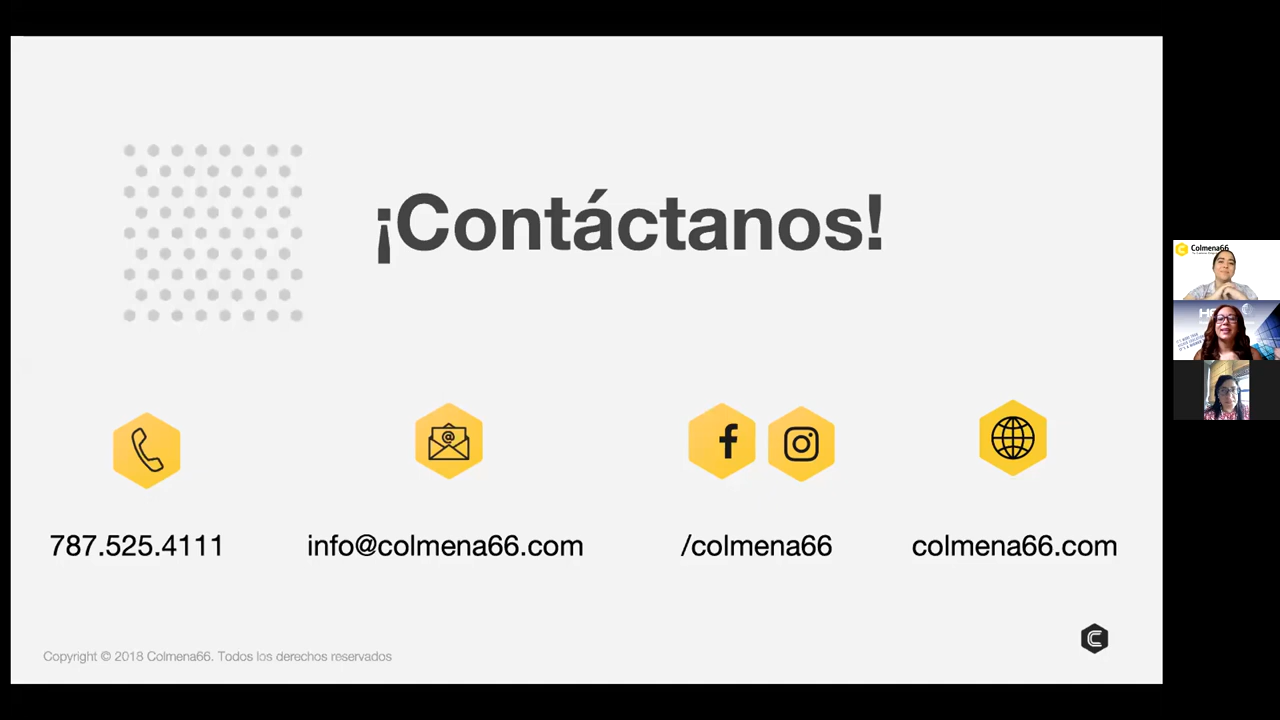 ¡Contáctanos!
787.525.4111
info@colmena66.com
/colmena66
colmena66.com
Copyright © 2018 Colmena66. Todos los derechos reservados
Colmena66